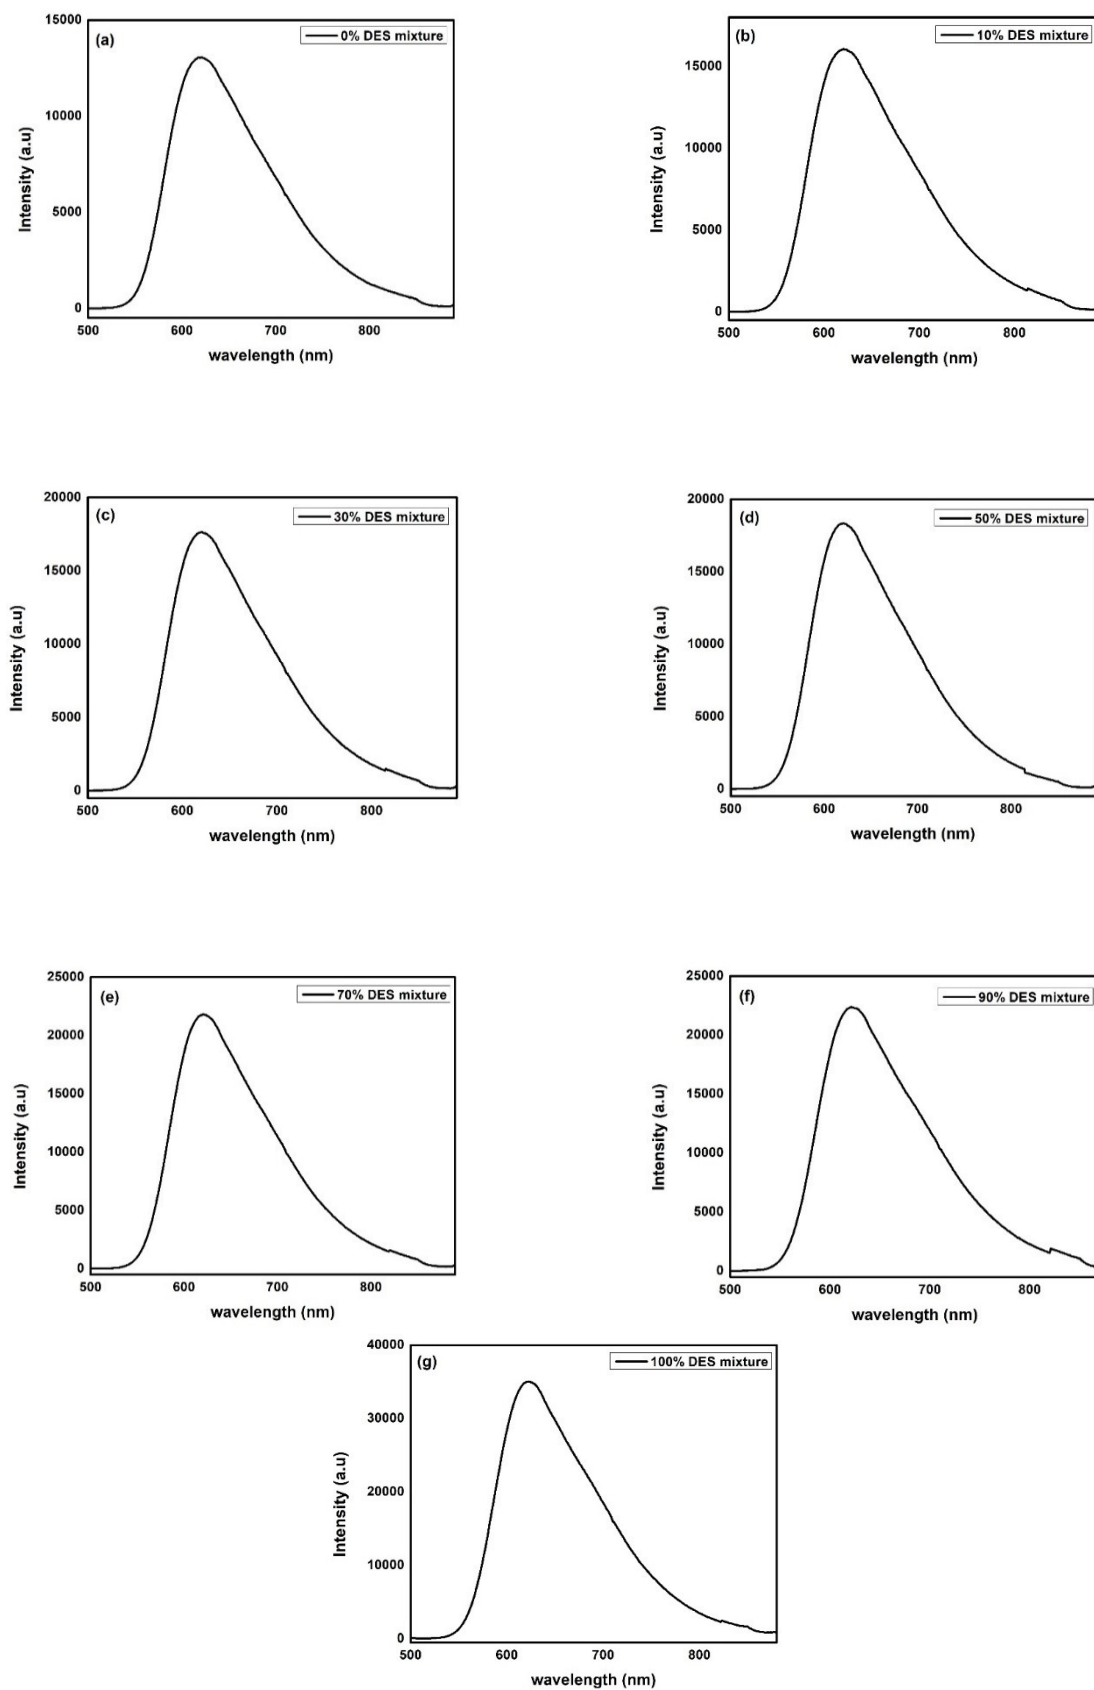 (a)
0% DES mixture
15000
10000
5000
0
Intensity (a.u)
500 600 700 800
wavelength (nm)
(b)
10% DES mixture
15000
10000
5000
0
Intensity (a.u)
500 600 700 800
wavelength (nm)
(c)
30% DES mixture
20000
15000
10000
5000
0
Intensity (a.u)
500 600 700 800
wavelength (nm)
(d)
50% DES mixture
20000
15000
10000
5000
0
Intensity (a.u)
500 600 700 800
wavelength (nm)
(e)
70% DES mixture
25000
20000
15000
10000
5000
0
Intensity (a.u)
500 600 700 800
wavelength (nm)
(f)
90% DES mixture
25000
20000
15000
10000
5000
0
Intensity (a.u)
500 600 700 800
wavelength (nm)
(g)
100% DES mixture
40000
30000
20000
10000
0
Intensity (a.u)
500 600 700 800
wavelength (nm)